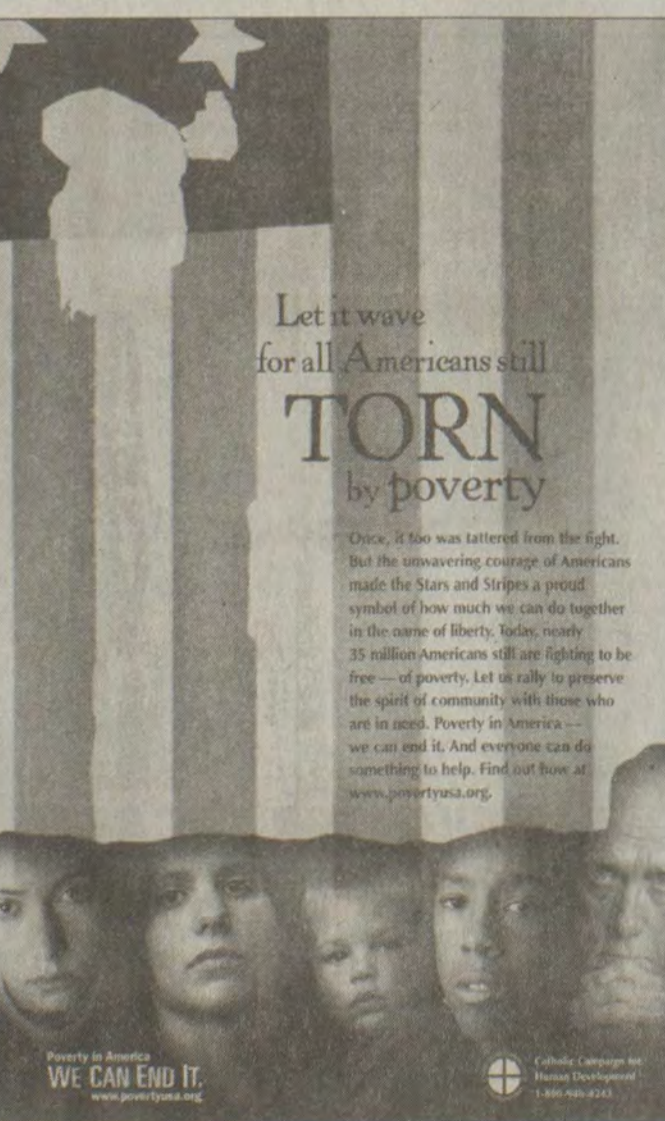 Let it wave
for all Americans still
TORN
by poverty
Once, it too was tattered from the fight.
But the unwavering courage of Americans
made the Stars and Stripes a proud
symbol of how much we can do together
in the name of liberty. Today, nearly
35 million Americans still are fighting to be
free — of poverty. Let us rally to preserve
the spirit of community with those who
are in need. Poverty in America —
we can end it. And everyone can do
something to help. Find out how at
www.povertyusa.org.
Poverty in America
WE CAN END IT.
www.povertyusa.org
Catholic Campaign for
Human Development